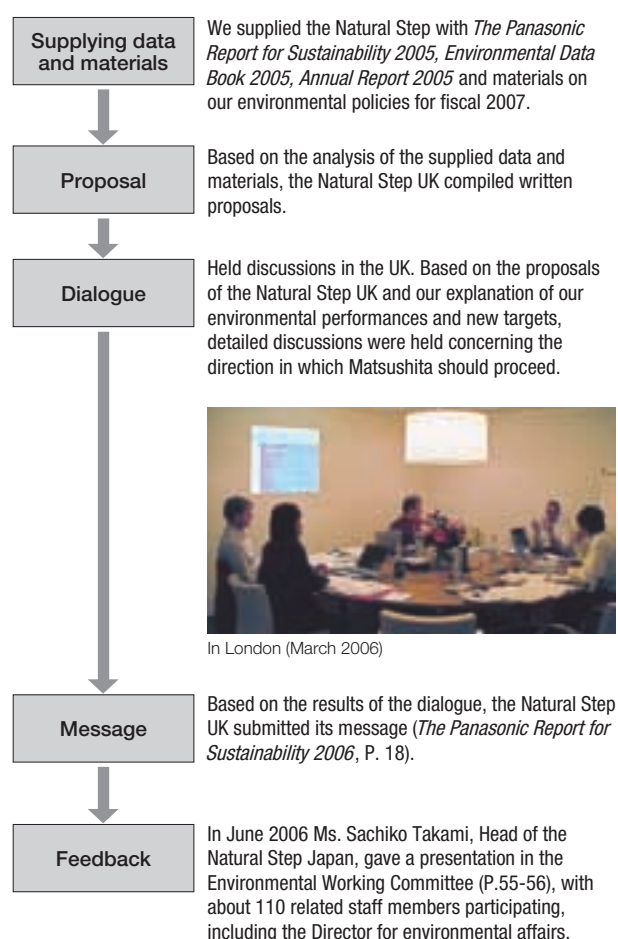 Supplying data
and materials
We supplied the Natural Step with The Panasonic
Report for Sustainability 2005, Environmental Data
Book 2005, Annual Report 2005 and materials on
our environmental policies for fiscal 2007.
Proposal
Based on the analysis of the supplied data and
materials, the Natural Step UK compiled written
proposals.
Dialogue
Held discussions in the UK. Based on the proposals
of the Natural Step UK and our explanation of our
environmental performances and new targets,
detailed discussions were held concerning the
direction in which Matsushita should proceed.
In London (March 2006)
Message
Based on the results of the dialogue, the Natural Step
UK submitted its message (The Panasonic Report for
Sustainability 2006, P. 18).
Feedback
In June 2006 Ms. Sachiko Takami, Head of the
Natural Step Japan, gave a presentation in the
Environmental Working Committee (P.55-56), with
about 110 related staff members participating,
including the Director for environmental affairs.